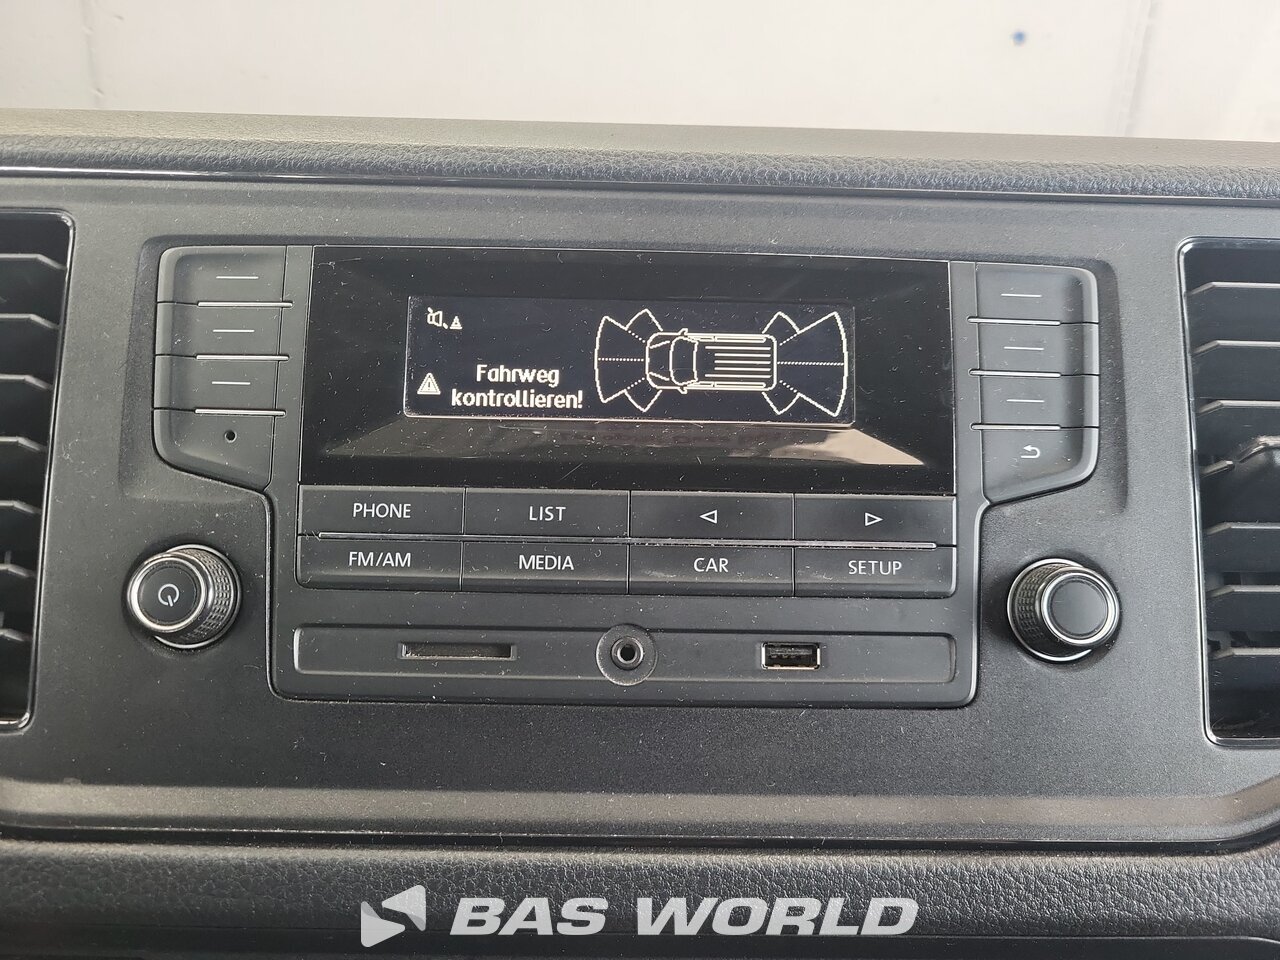 Fahrweg
kontrollieren!
PHONE
LIST
FM/AM
MEDIA
CAR
SETUP
BAS WORLD